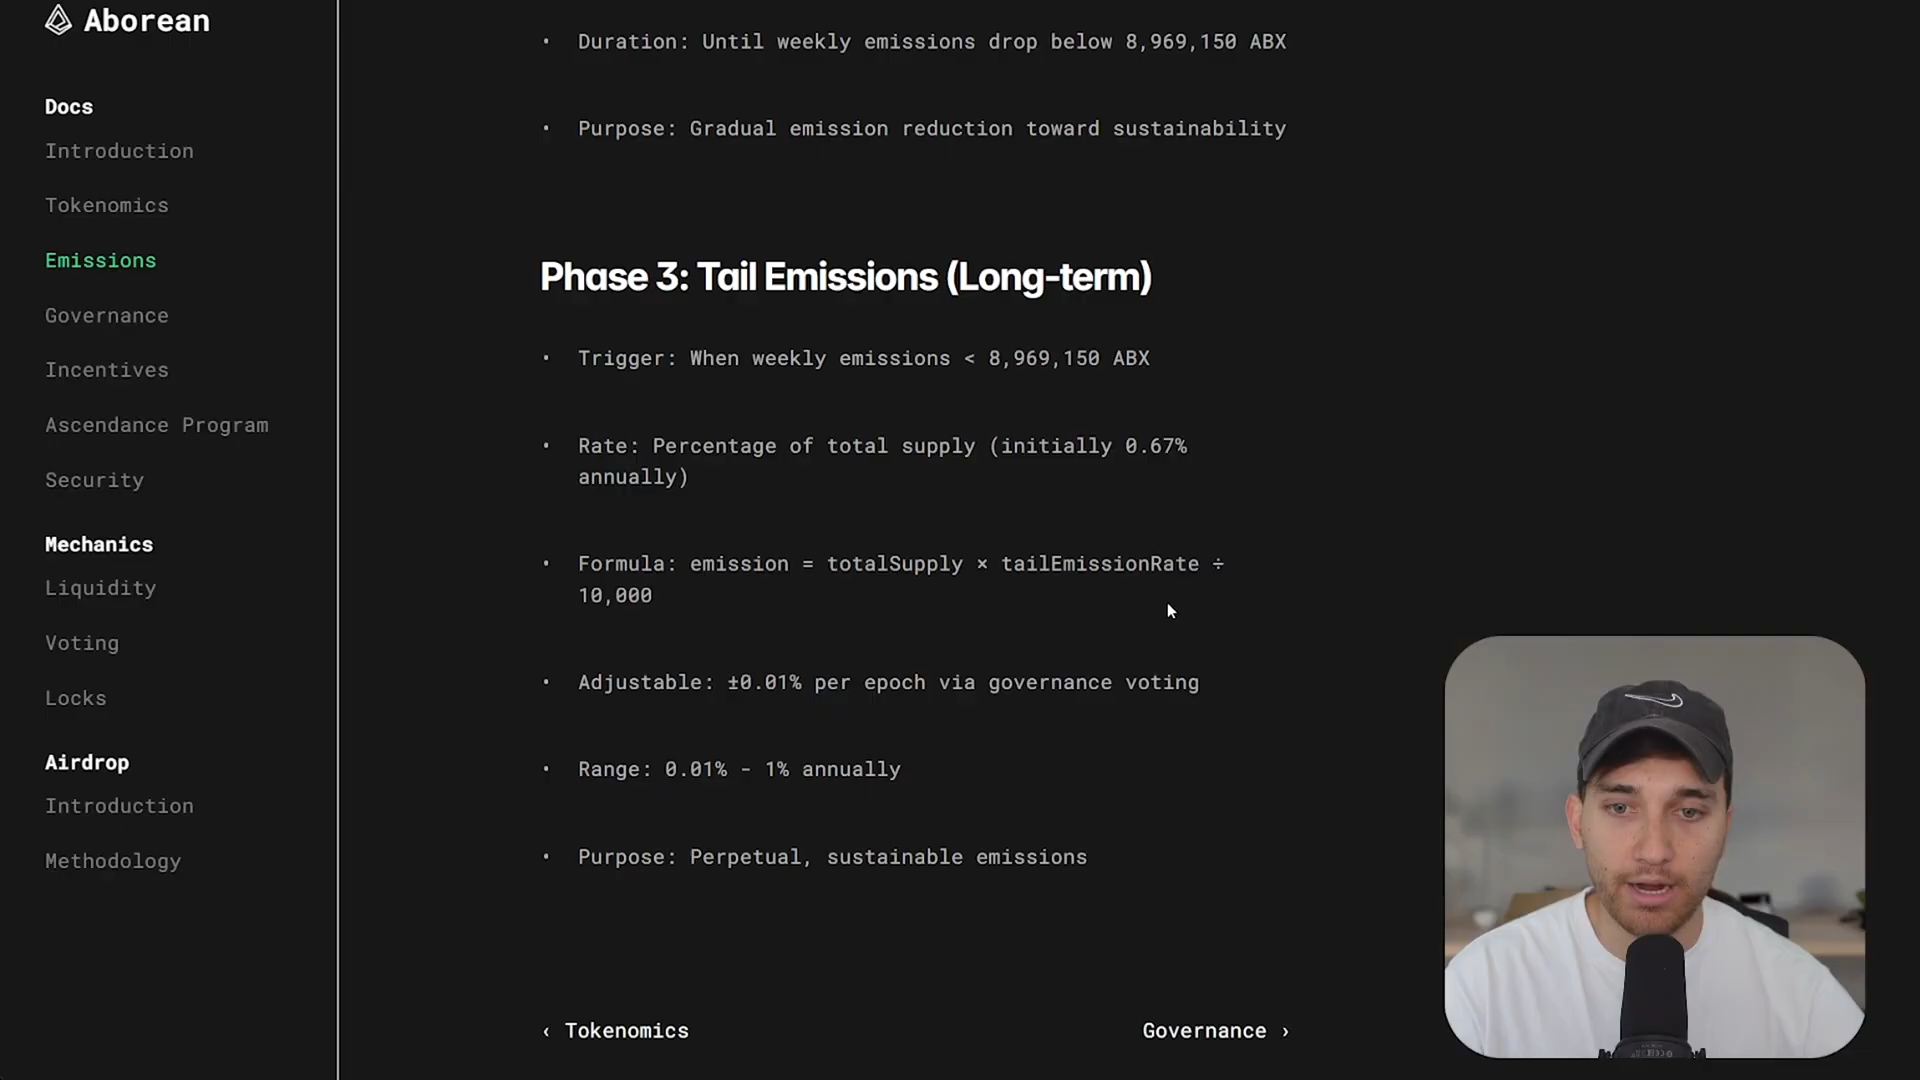 Aborean
Docs
Introduction
Tokenomics
Emissions
Governance
Incentives
Ascendance Program
Security
Mechanics
Liquidity
Voting
Locks
Airdrop
Introduction
Methodology
• Duration: Until weekly emissions drop below 8,969,150 ABX
• Purpose: Gradual emission reduction toward sustainability
Phase 3: Tail Emissions (Long-term)
• Trigger: When weekly emissions < 8,969,150 ABX
• Rate: Percentage of total supply (initially 0.67%
annually)
• Formula: emission = totalSupply × tailEmissionRate ÷
10,000
• Adjustable: ±0.01% per epoch via governance voting
• Range: 0.01% - 1% annually
• Purpose: Perpetual, sustainable emissions
‹ Tokenomics
Governance ›